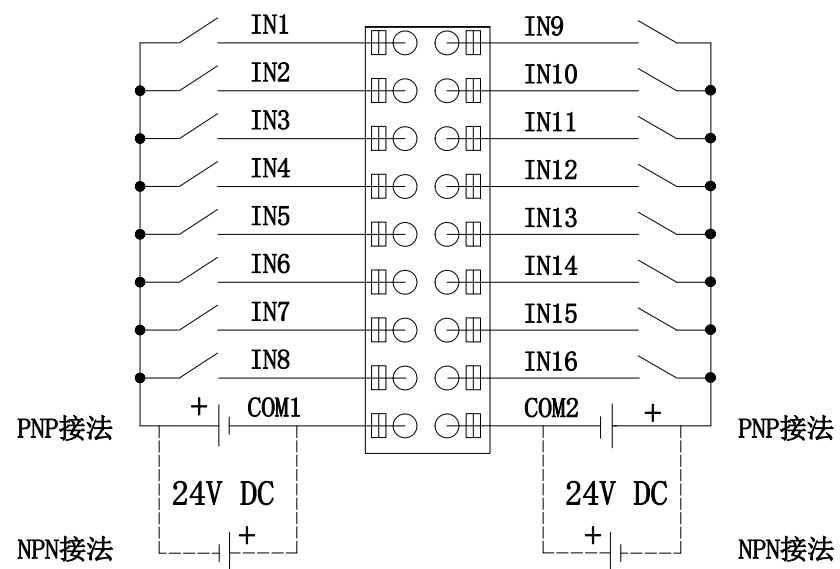 IN1 IN9
IN2 IN10
IN3 IN11
IN4 IN12
IN5 IN13
IN6 IN14
IN7 IN15
IN8 IN16
+ COM1 COM2 +
PNP接法 PNP接法
24V DC 24V DC
+ +
NPN接法 NPN接法